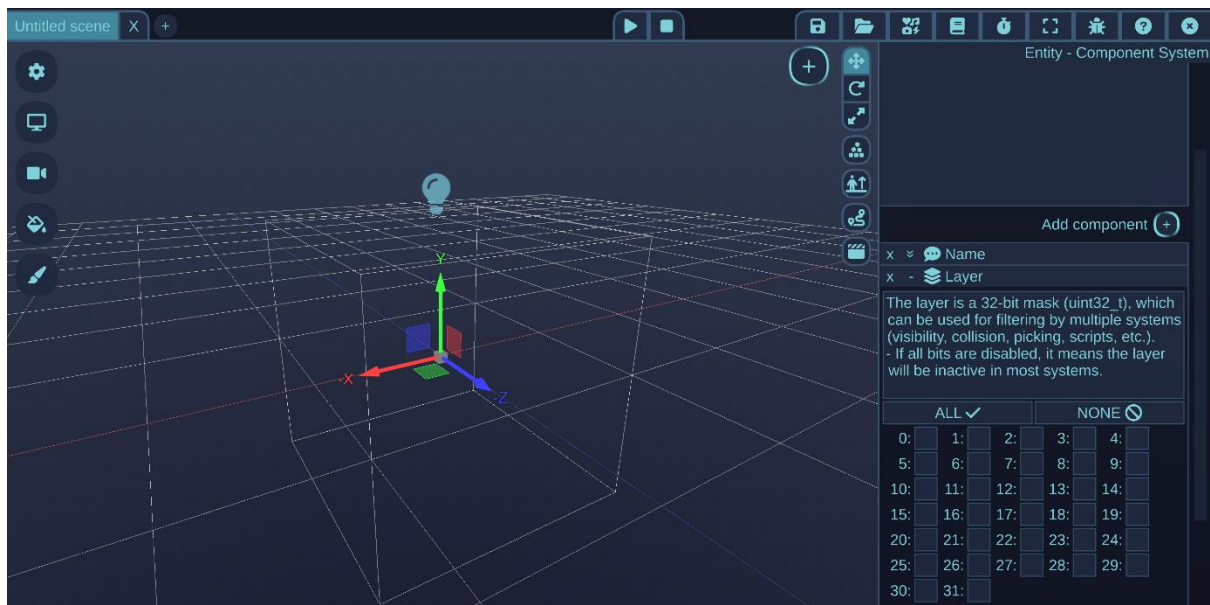 Untitled scene X +
Entity - Component System
Add component +
x Name
x - Layer
The layer is a 32-bit mask (uint32_t), which
can be used for filtering by multiple systems
(visibility, collision, picking, scripts, etc.).
- If all bits are disabled, it means the layer
will be inactive in most systems.
ALL NONE
0: 1: 2: 3: 4:
5: 6: 7: 8: 9:
10: 11: 12: 13: 14:
15: 16: 17: 18: 19:
20: 21: 22: 23: 24:
25: 26: 27: 28: 29:
30: 31:
Y
-X
-Z